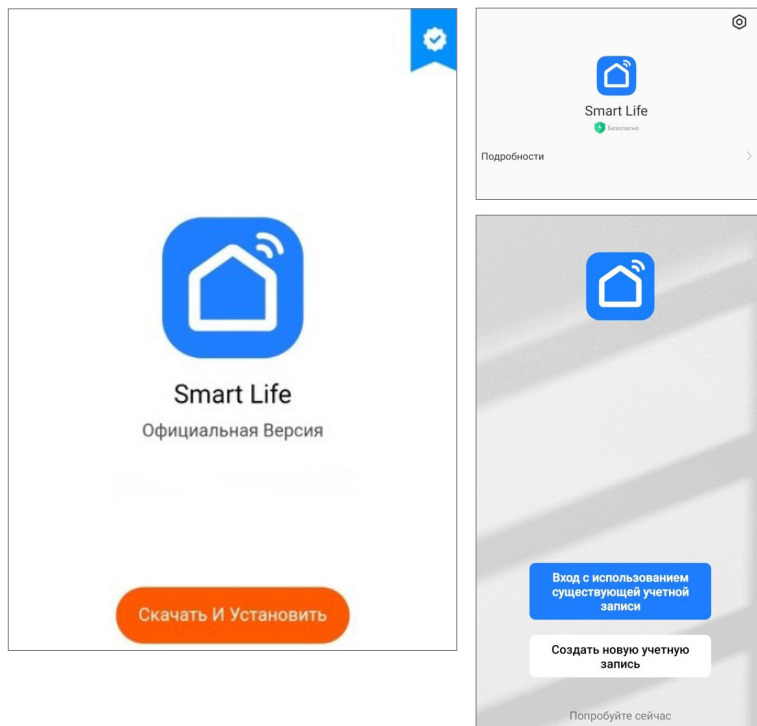 Smart Life
Официальная Версия
Скачать И Установить
Smart Life
Безопасно
Подробности
Вход с использованием
существующей учетной
записи
Создать новую учетную
запись
Попробуйте сейчас